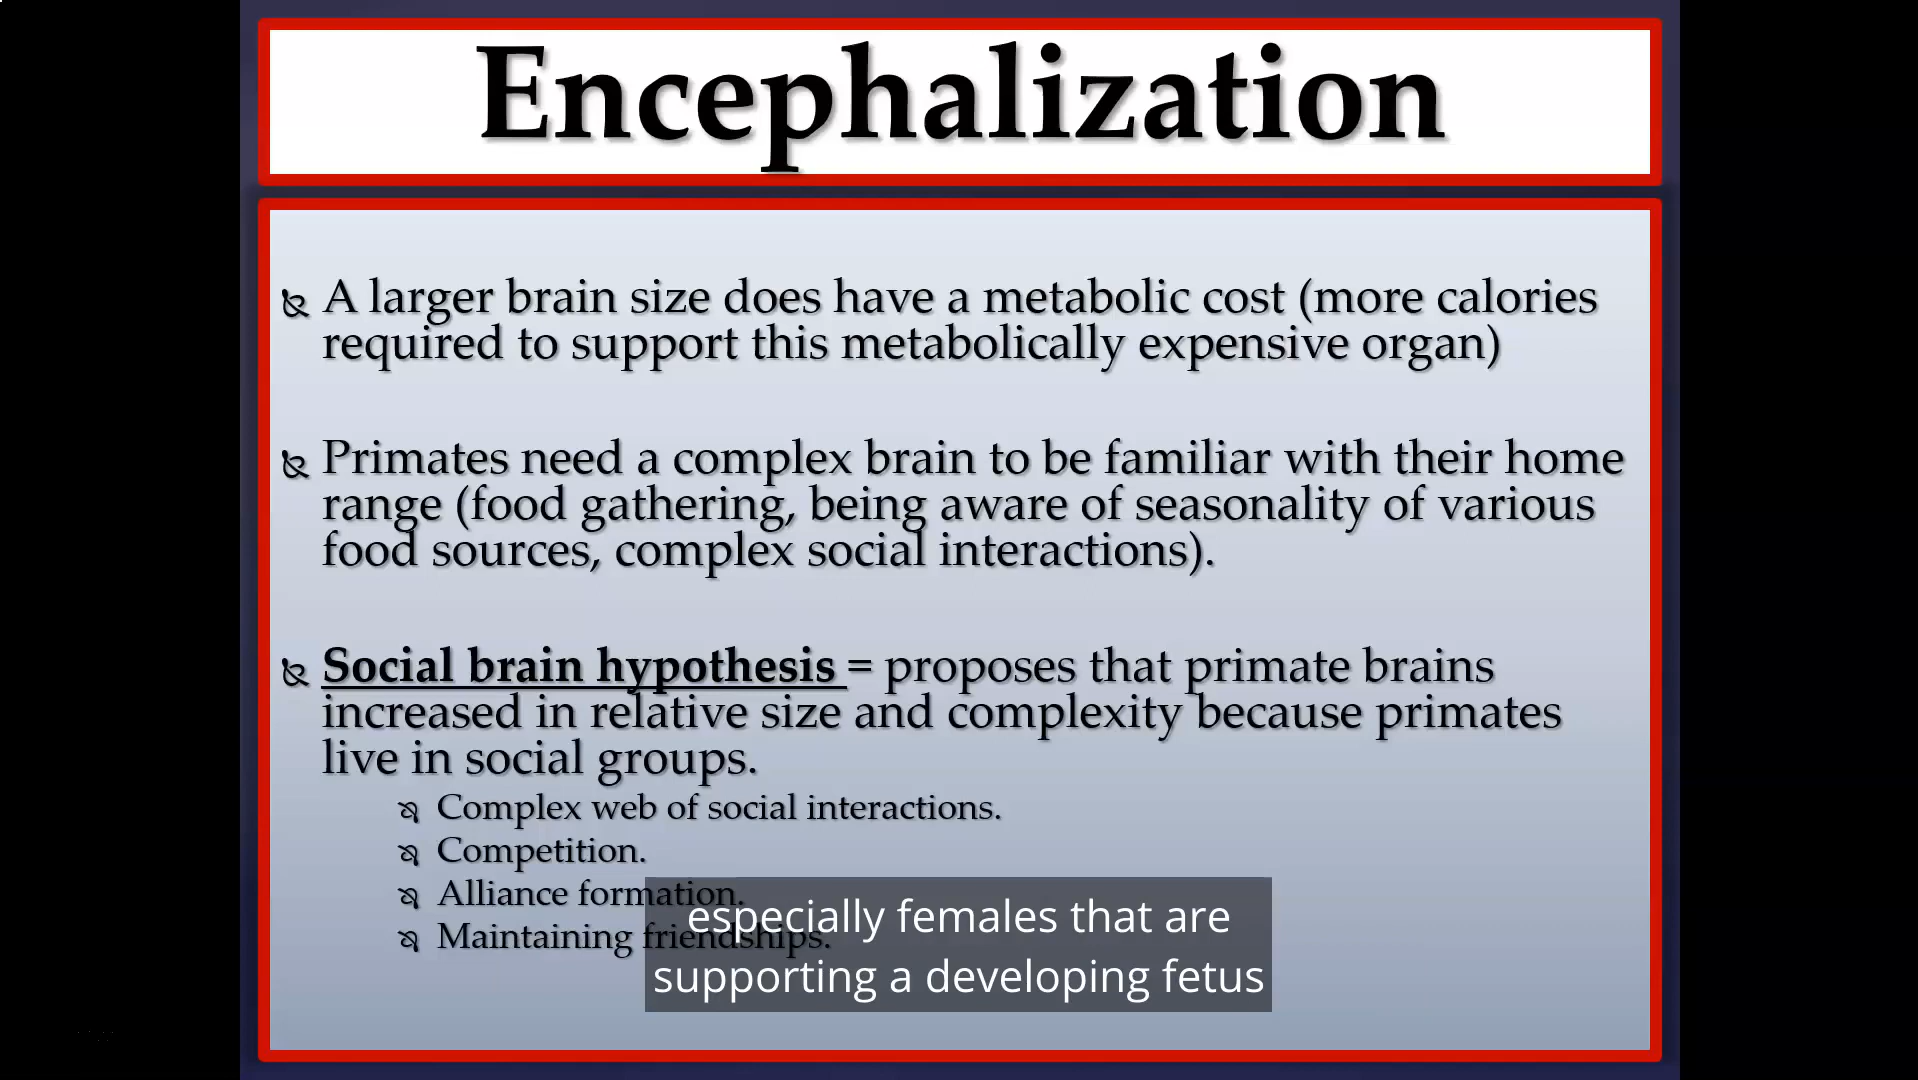 Encephalization
A larger brain size does have a metabolic cost (more calories
required to support this metabolically expensive organ)
Primates need a complex brain to be familiar with their home
range (food gathering, being aware of seasonality of various
food sources, complex social interactions).
Social brain hypothesis = proposes that primate brains
increased in relative size and complexity because primates
live in social groups.
Complex web of social interactions.
Competition.
Alliance formation.
Maintaining friendships.
especially females that are
supporting a developing fetus